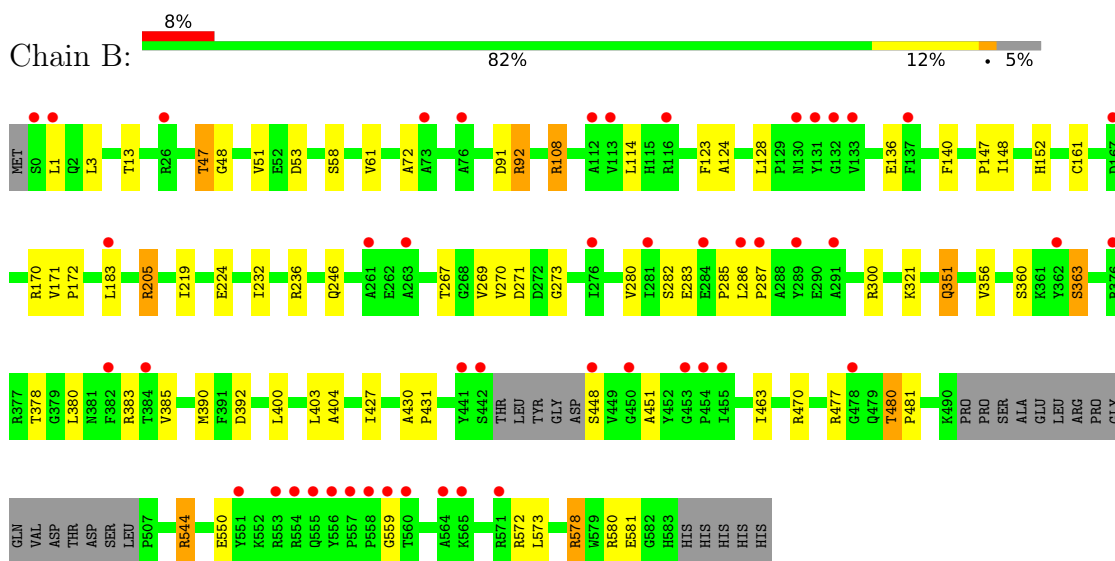 8%
Chain B:
82% 12% • 5%
MET S0 L1 Q2 L3 T13 R26 T47 G48 V51 E52 D53 S58 V61 A72 A73 A76 D91 R92 R108 A112 V113 L114 H115 R116 F123 A124 L128 P129 N130 Y131 G132 V133 E136 F137 F140 P147 I148 H152 C161 D167
R170 V171 P172 L183 R205 I219 E224 I232 R236 Q246 A261 E262 A263 T267 G268 V269 V270 D271 D272 G273 I276 V280 I281 S282 E283 E284 P285 L286 P287 A288 Y289 E290 A291 R300 K321 Q351 V356 S360 K361 Y362 S363 R376
R377 T378 G379 L380 N381 F382 R383 T384 V385 M390 F391 D392 L400 L403 A404 I427 A430 P431 Y441 S442 THR LEU TYR GLY ASP S448 V449 G450 A451 Y452 G453 P454 I455 I463 R470 R477 G478 Q479 T480 P481 K490 PRO PRO SER ALA GLU LEU ARG PRO GLY
GLN VAL ASP THR ASP SER LEU P507 R544 E550 Y551 K552 R553 R554 Q555 Y556 P557 P558 G559 T560 A564 K565 R571 R572 L573 R578 W579 R580 E581 G582 H583 HIS HIS HIS HIS HIS